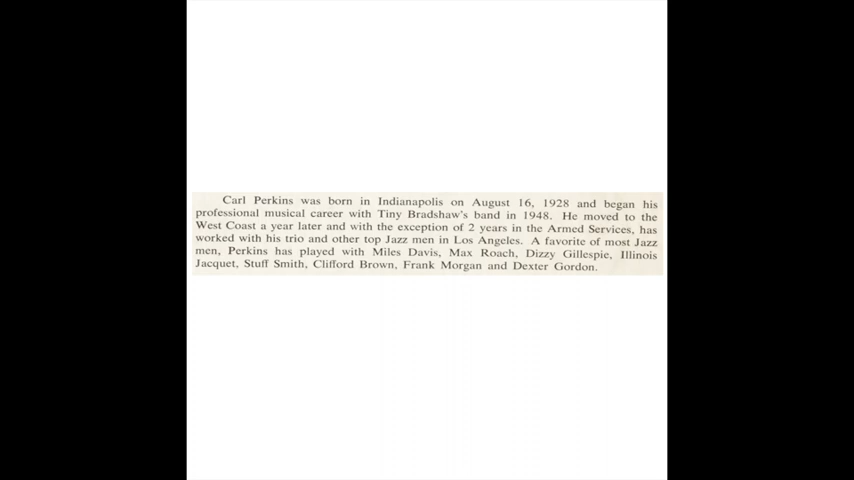 Carl Perkins was born in Indianapolis on August 16, 1928 and began his
professional musical career with Tiny Bradshaw's band in 1948. He moved to the
West Coast a year later and with the exception of 2 years in the Armed Services, has
worked with his trio and other top Jazz men in Los Angeles. A favorite of most Jazz
men, Perkins has played with Miles Davis, Max Roach, Dizzy Gillespie, Illinois
Jacquet, Stuff Smith, Clifford Brown, Frank Morgan and Dexter Gordon.